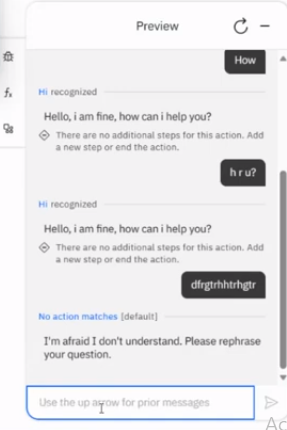 Preview
How
Hi recognized
Hello, i am fine, how can i help you?
There are no additional steps for this action. Add
a new step or end the action.
h r u?
Hi recognized
Hello, i am fine, how can i help you?
There are no additional steps for this action. Add
a new step or end the action.
dfrgtrhhtrhgtr
No action matches [default]
I'm afraid I don't understand. Please rephrase
your question.
Use the up arrow for prior messages
Ac